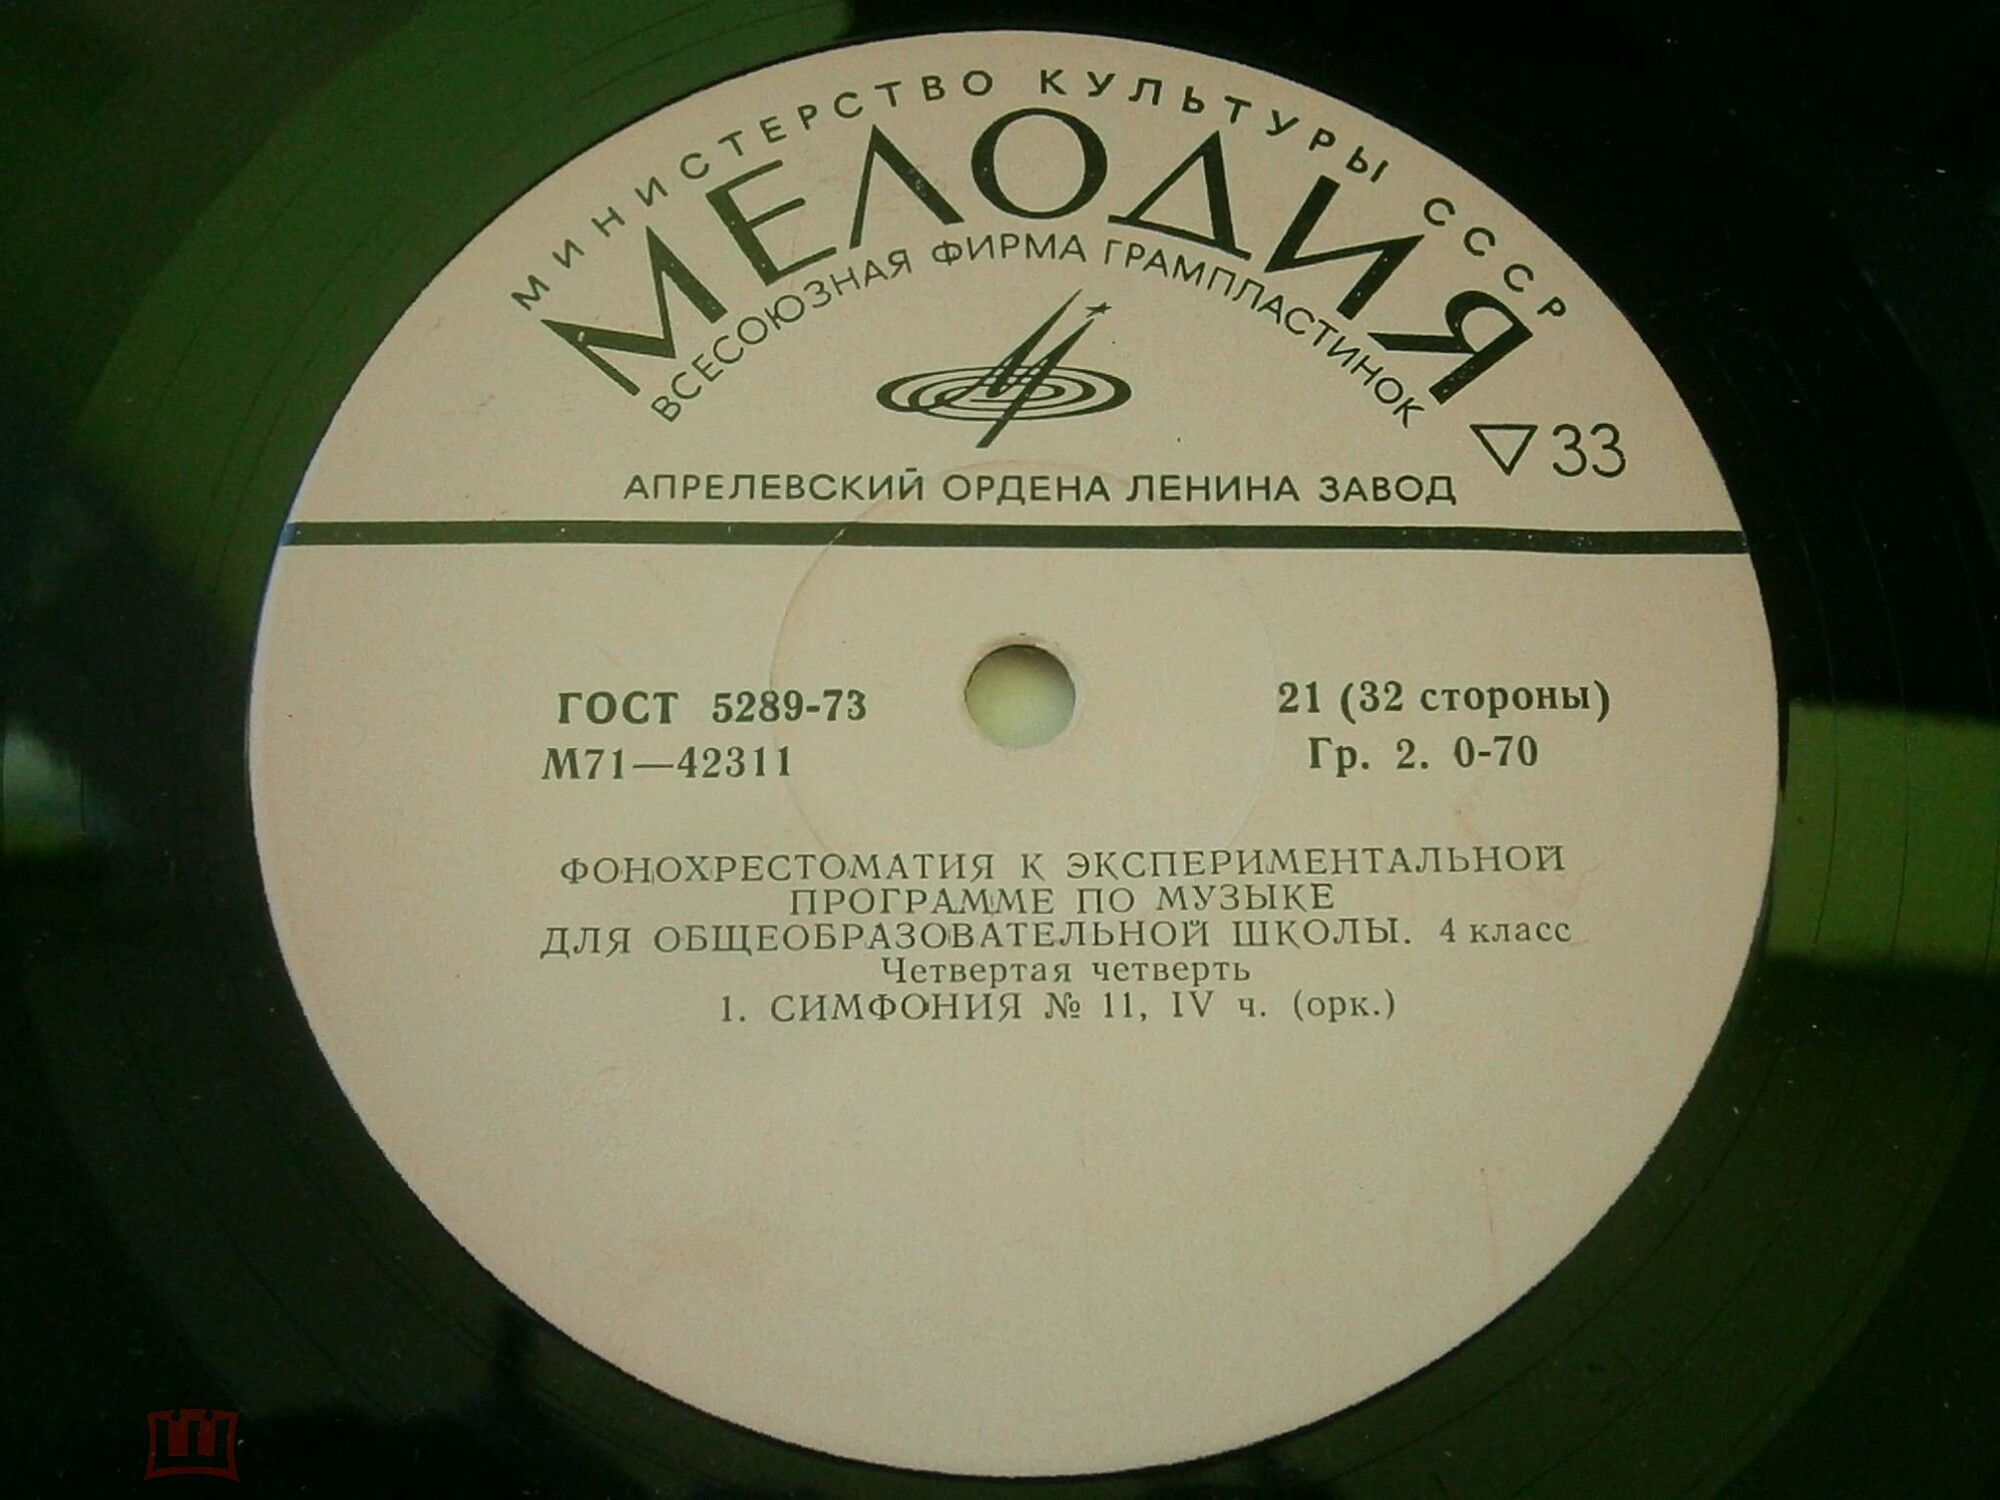 МИНИСТЕРСТВО КУЛЬТУРЫ СССР
МЕЛОДИЯ
ВСЕСОЮЗНАЯ ФИРМА ГРАМПЛАСТИНОК
▽33
АПРЕЛЕВСКИЙ ОРДЕНА ЛЕНИНА ЗАВОД
ГОСТ 5289-73
М71—42311
21 (32 стороны)
Гр. 2. 0-70
ФОНОХРЕСТОМАТИЯ К ЭКСПЕРИМЕНТАЛЬНОЙ
ПРОГРАММЕ ПО МУЗЫКЕ
ДЛЯ ОБЩЕОБРАЗОВАТЕЛЬНОЙ ШКОЛЫ. 4 класс
Четвертая четверть
1. СИМФОНИЯ № 11, IV ч. (орк.)